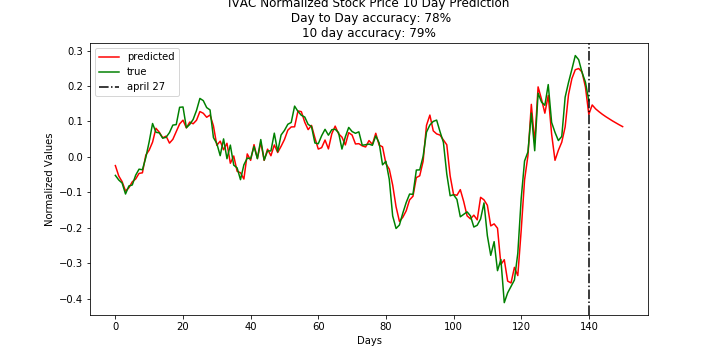 IVAC Normalized Stock Price 10 Day Prediction
Day to Day accuracy: 78%
10 day accuracy: 79%
predicted
true
april 27
Normalized Values
0.3
0.2
0.1
0.0
−0.1
−0.2
−0.3
−0.4
0 20 40 60 80 100 120 140
Days